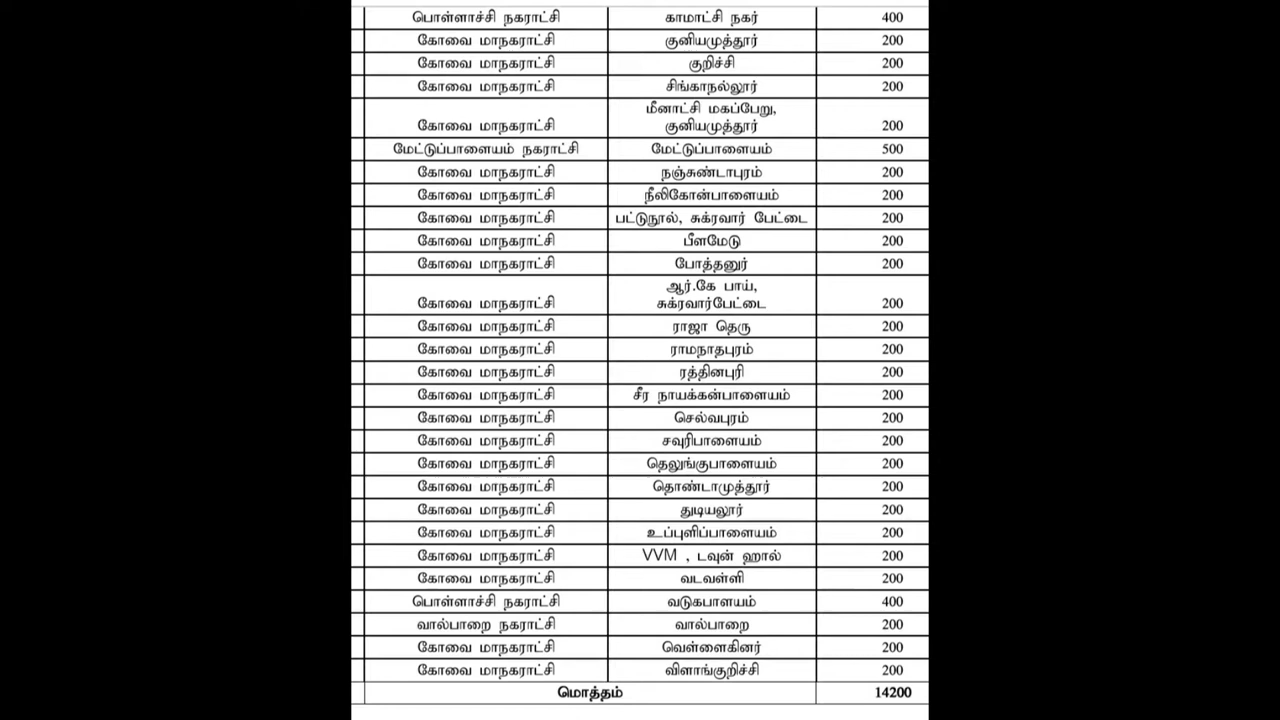 பொள்ளாச்சி நகராட்சி காமாட்சி நகர் 400
கோவை மாநகராட்சி குனியமுத்தூர் 200
கோவை மாநகராட்சி குறிச்சி 200
கோவை மாநகராட்சி சிங்காநல்லூர் 200
மீனாட்சி மகப்பேறு,
கோவை மாநகராட்சி குனியமுத்தூர் 200
மேட்டுப்பாளையம் நகராட்சி மேட்டுப்பாளையம் 500
கோவை மாநகராட்சி நஞ்சுண்டாபுரம் 200
கோவை மாநகராட்சி நீலிகோன்பாளையம் 200
கோவை மாநகராட்சி பட்டுநூல், சுக்ரவார் பேட்டை 200
கோவை மாநகராட்சி பீளமேடு 200
கோவை மாநகராட்சி போத்தனுர் 200
ஆர்.கே பாய்,
கோவை மாநகராட்சி சுக்ரவார்பேட்டை 200
கோவை மாநகராட்சி ராஜா தெரு 200
கோவை மாநகராட்சி ராமநாதபுரம் 200
கோவை மாநகராட்சி ரத்தினபுரி 200
கோவை மாநகராட்சி சீர நாயக்கன்பாளையம் 200
கோவை மாநகராட்சி செல்வபுரம் 200
கோவை மாநகராட்சி சவுரிபாளையம் 200
கோவை மாநகராட்சி தெலுங்குபாளையம் 200
கோவை மாநகராட்சி தொண்டாமுத்தூர் 200
கோவை மாநகராட்சி துடியலூர் 200
கோவை மாநகராட்சி உப்புளிப்பாளையம் 200
கோவை மாநகராட்சி VVM , டவுன் ஹால் 200
கோவை மாநகராட்சி வடவள்ளி 200
பொள்ளாச்சி நகராட்சி வடுகபாளயம் 400
வால்பாறை நகராட்சி வால்பாறை 200
கோவை மாநகராட்சி வெள்ளைகினர் 200
கோவை மாநகராட்சி விளாங்குறிச்சி 200
மொத்தம் 14200